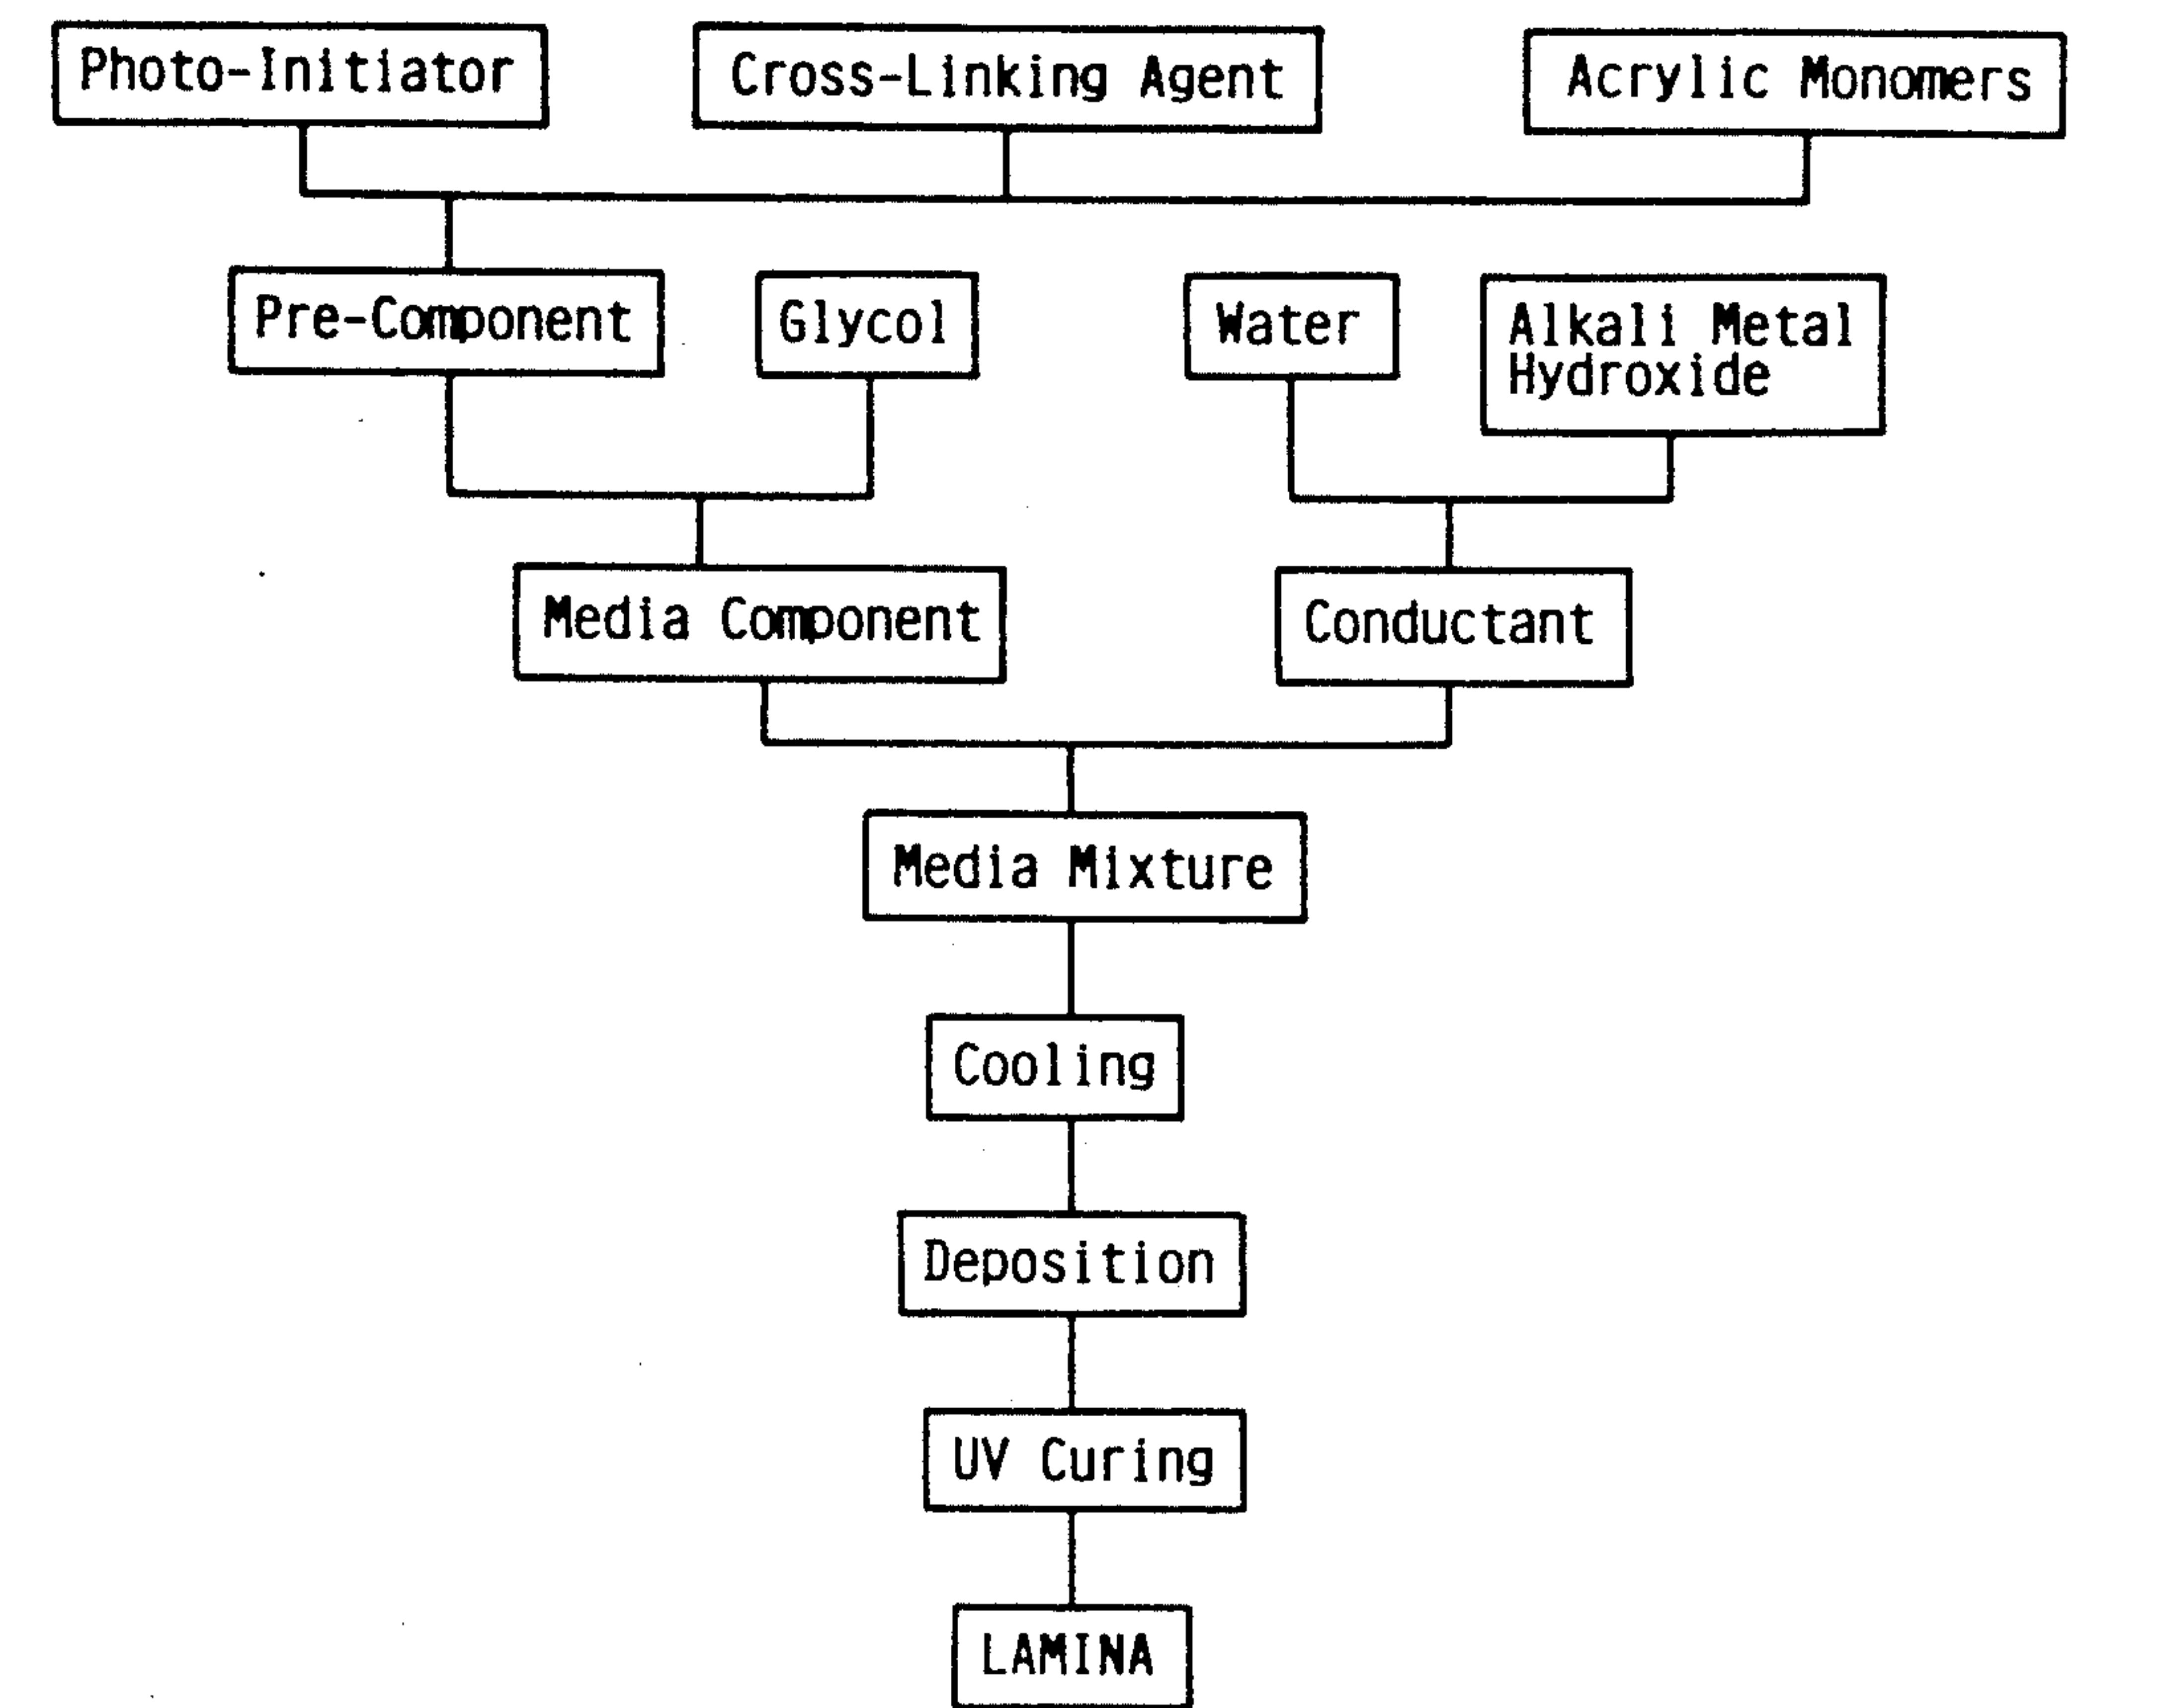 Photo-Initiator
Cross-Linking Agent
Acrylic Monomers
Pre-Component
Glycol
Water
Alkali Metal
Hydroxide
Media Component
Conductant
Media Mixture
Cooling
Deposition
UV Curing
LAMINA